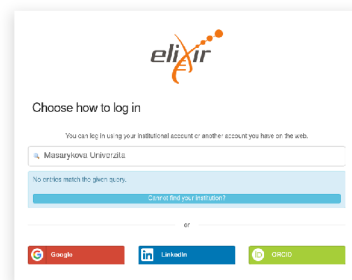 elixir
Choose how to log in
You can log in using your institutional account or another account you have on the web.
Masarykova Univerzita
No entries match the given query.
Cannot find your institution?
or
Google
LinkedIn
ORCID